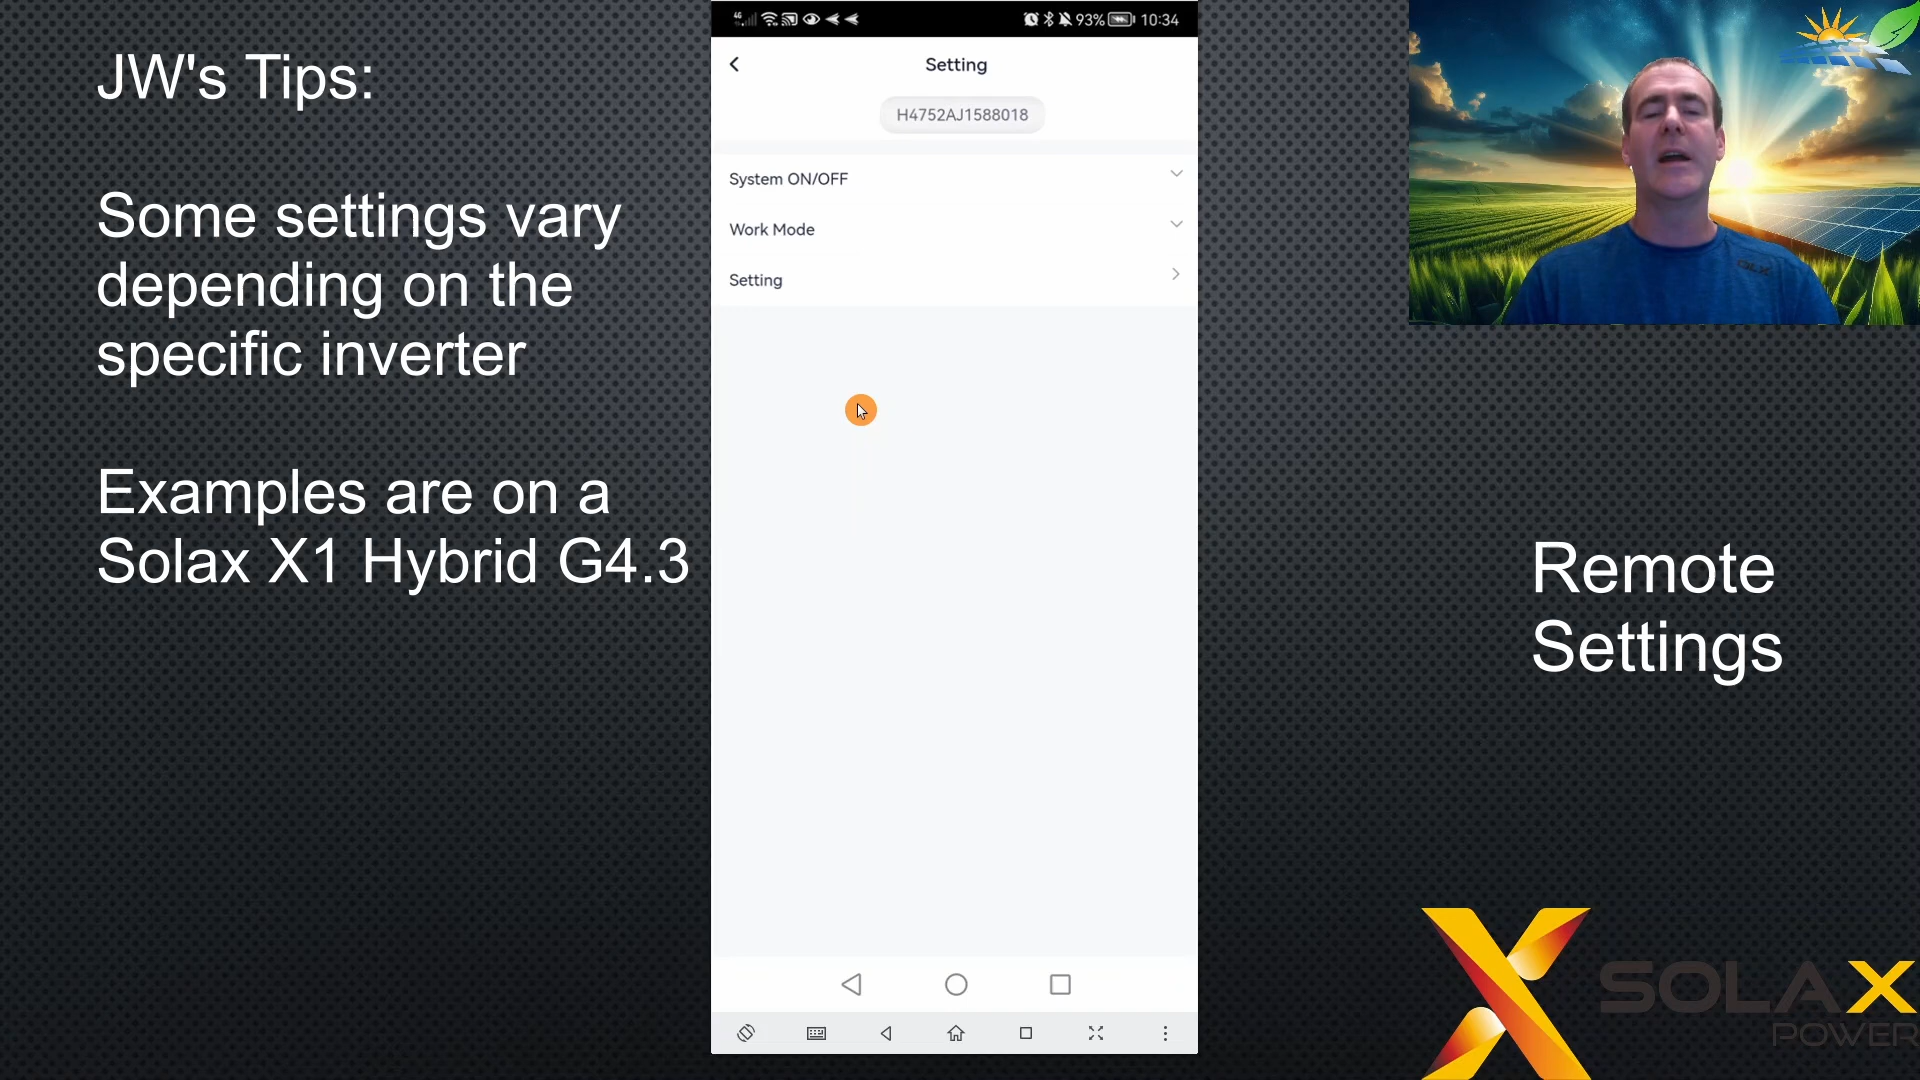 JW's Tips:
Some settings vary
depending on the
specific inverter
Examples are on a
Solax X1 Hybrid G4.3
4G
93%
10:34
Setting
H4752AJ1588018
System ON/OFF
Work Mode
Setting
Remote
Settings
SOLAX
POWER